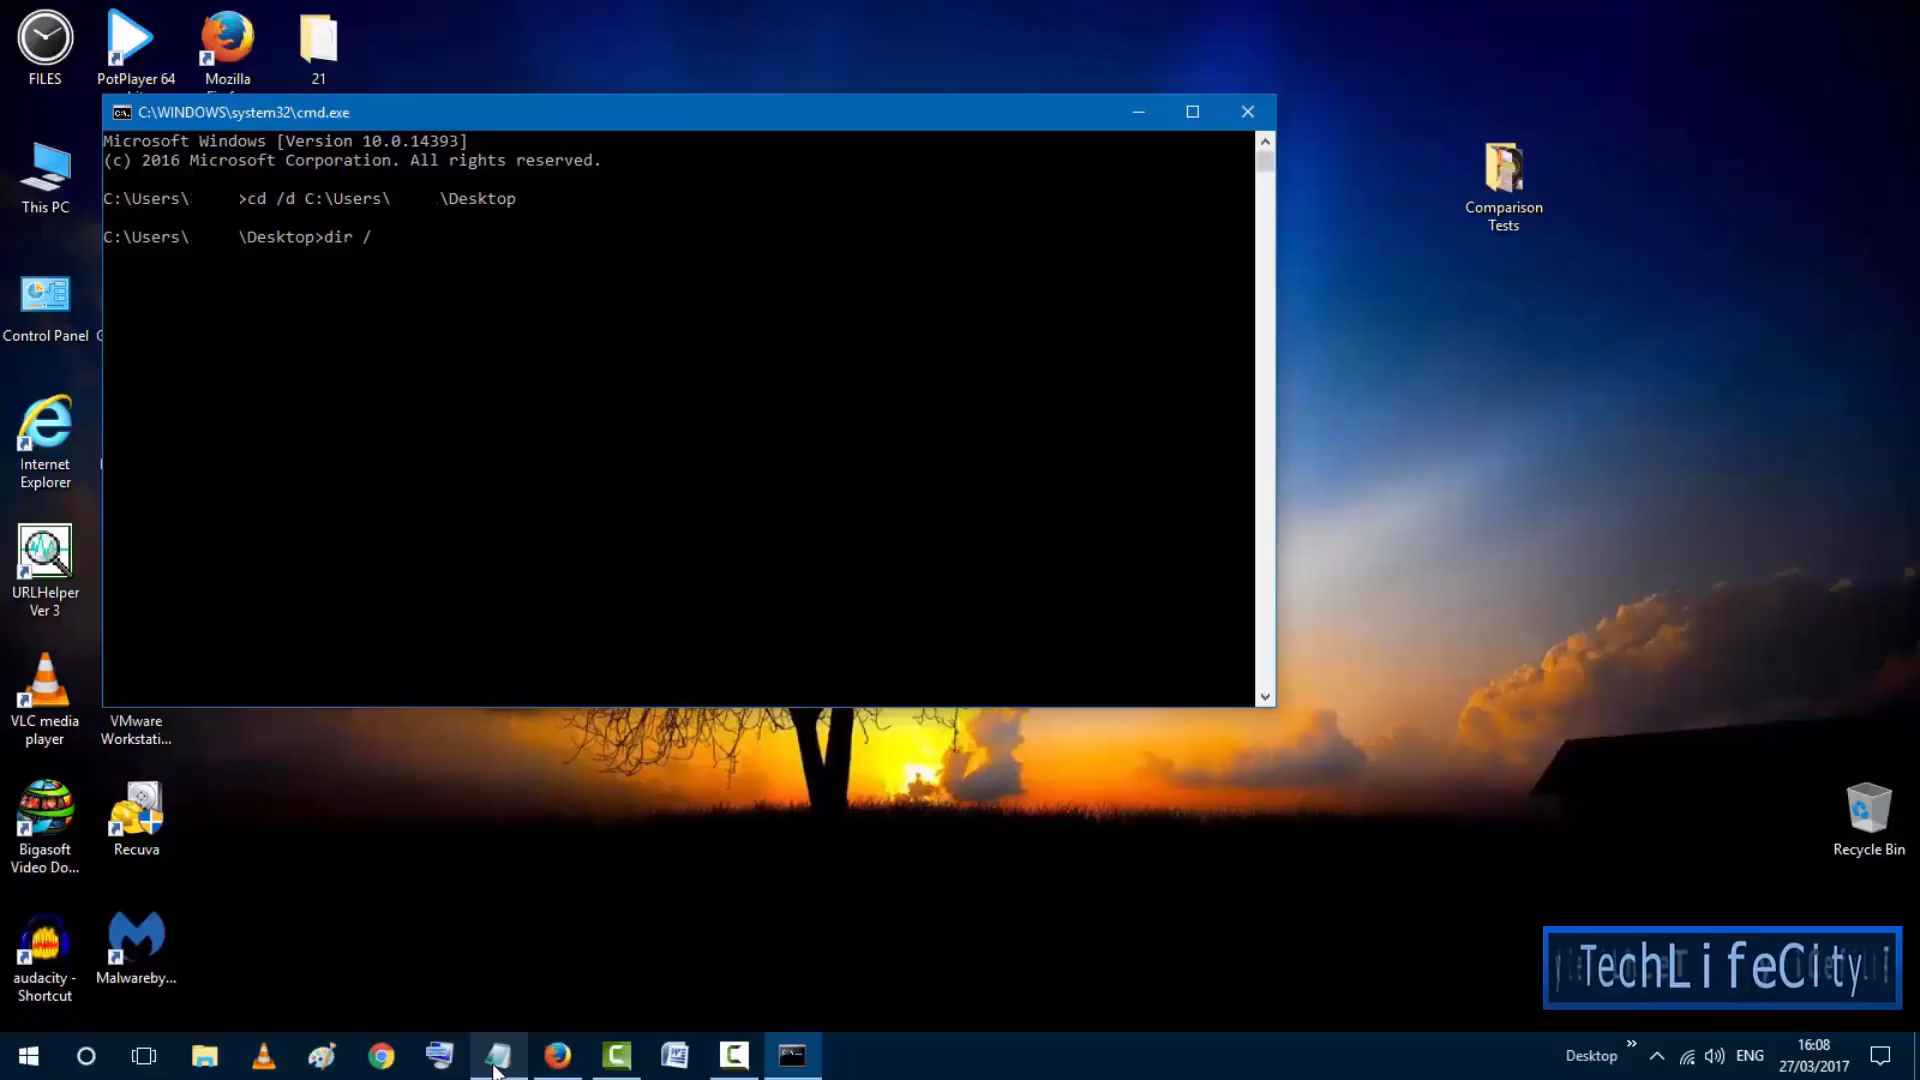 FILES
PotPlayer 64
Mozilla
21
This PC
Control Panel
Internet
Explorer
URLHelper
Ver 3
VLC media
player
VMware
Workstati...
Bigasoft
Video Do...
Recuva
audacity -
Shortcut
Malwareby...
C:\WINDOWS\system32\cmd.exe
Microsoft Windows [Version 10.0.14393]
(c) 2016 Microsoft Corporation. All rights reserved.
C:\Users\ >cd /d C:\Users\ \Desktop
C:\Users\ \Desktop>dir /
Comparison
Tests
Recycle Bin
TechLifeCity
Desktop
ENG
16:08
27/03/2017